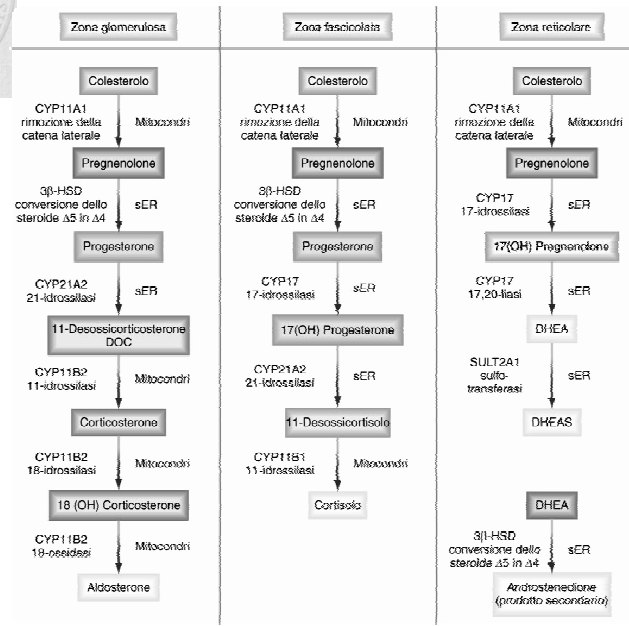 Zona glomerulosa
Colesterolo
CYP11A1
rimozione della
catena laterale
Mitocondri
Pregnenolone
3β-HSD
conversione dello
steroide Δ5 in Δ4
sER
Progesterone
CYP21A2
21-idrossilasi
sER
11-Desossicorticosterone
DOC
CYP11B2
11-idrossilasi
Mitocondri
Corticosterone
CYP11B2
18-idrossilasi
Mitocondri
18 (OH) Corticosterone
CYP11B2
18-ossidasi
Mitocondri
Aldosterone
Zona fascicolata
Colesterolo
CYP11A1
rimozione della
catena laterale
Mitocondri
Pregnenolone
3β-HSD
conversione dello
steroide Δ5 in Δ4
sER
Progesterone
CYP17
17-idrossilasi
sER
17(OH) Progesterone
CYP21A2
21-idrossilasi
sER
11-Desossicortisolo
CYP11B1
11-idrossilasi
Mitocondri
Cortisolo
Zona reticolare
Colesterolo
CYP11A1
rimozione della
catena laterale
Mitocondri
Pregnenolone
CYP17
17-idrossilasi
sER
17(OH) Pregnenolone
CYP17
17,20-liasi
sER
DHEA
SULT2A1
sulfo-
transferasi
sER
DHEAS
DHEA
3β-HSD
conversione dello
steroide Δ5 in Δ4
sER
Androstenedione
(prodotto secondario)